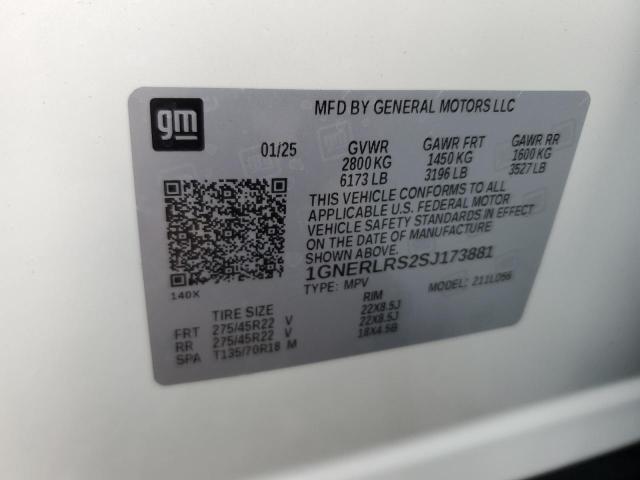 gm
MFD BY GENERAL MOTORS LLC
01/25 GVWR GAWR FRT GAWR RR
2800 KG 1450 KG 1600 KG
6173 LB 3196 LB 3527 LB
THIS VEHICLE CONFORMS TO ALL
APPLICABLE U.S. FEDERAL MOTOR
VEHICLE SAFETY STANDARDS IN EFFECT
ON THE DATE OF MANUFACTURE
SHOWN ABOVE.
1GNERLRS2SJ173881
TYPE: MPV MODEL: 211LD56
140X
TIRE SIZE RIM
FRT 275/45R22 V 22X8.5J
RR 275/45R22 V 22X8.5J
SPA T135/70R18 M 18X4.5B